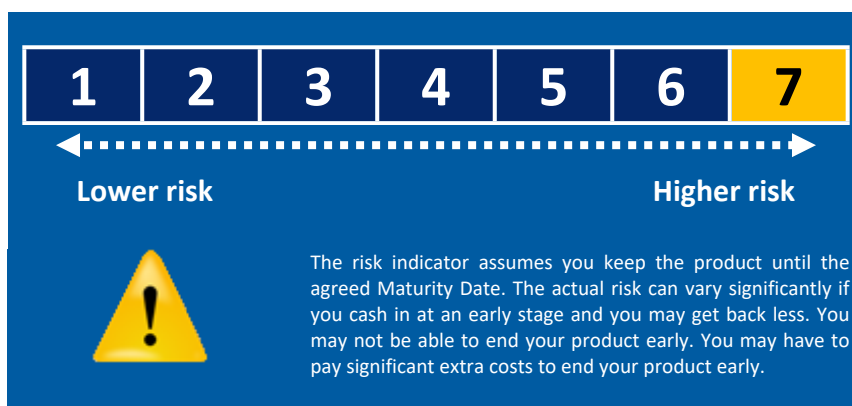 1 2 3 4 5 6 7
Lower risk Higher risk
The risk indicator assumes you keep the product until the
agreed Maturity Date. The actual risk can vary significantly if
you cash in at an early stage and you may get back less. You
may not be able to end your product early. You may have to
pay significant extra costs to end your product early.